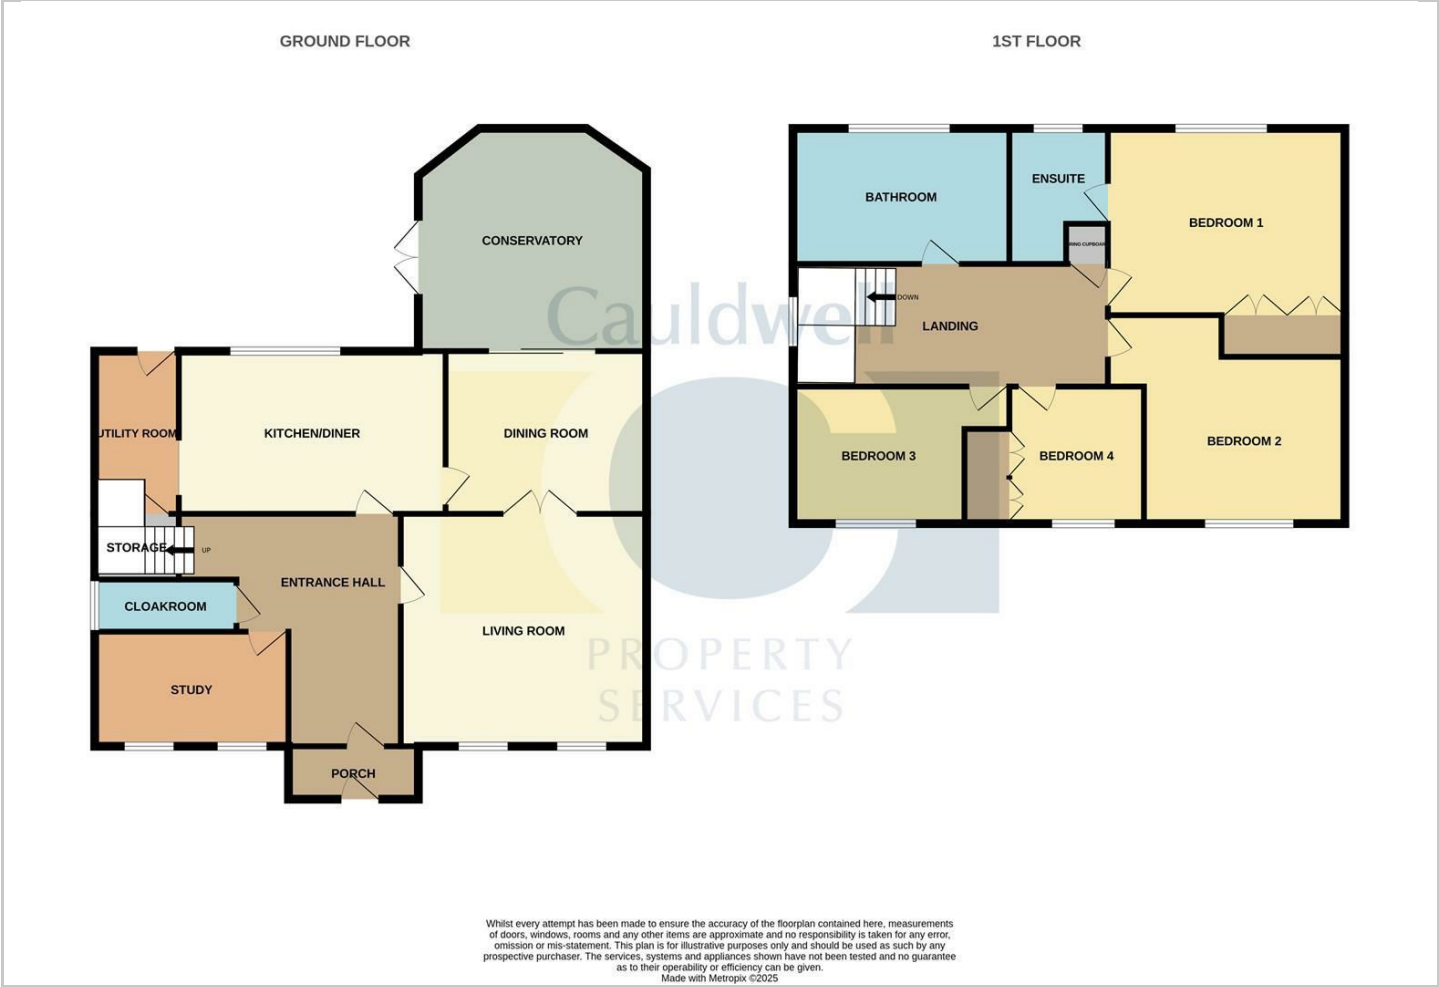 GROUND FLOOR
1ST FLOOR
CONSERVATORY
UTILITY ROOM
KITCHEN/DINER
DINING ROOM
STORAGE
UP
ENTRANCE HALL
CLOAKROOM
LIVING ROOM
STUDY
PORCH
BATHROOM
ENSUITE
BEDROOM 1
RING CUPBOAR
DOWN
LANDING
BEDROOM 3
BEDROOM 4
BEDROOM 2
Cauldwell
PROPERTY
SERVICES
Whilst every attempt has been made to ensure the accuracy of the floorplan contained here, measurements
of doors, windows, rooms and any other items are approximate and no responsibility is taken for any error,
omission or mis-statement. This plan is for illustrative purposes only and should be used as such by any
prospective purchaser. The services, systems and appliances shown have not been tested and no guarantee
as to their operability or efficiency can be given.
Made with Metropix ©2025